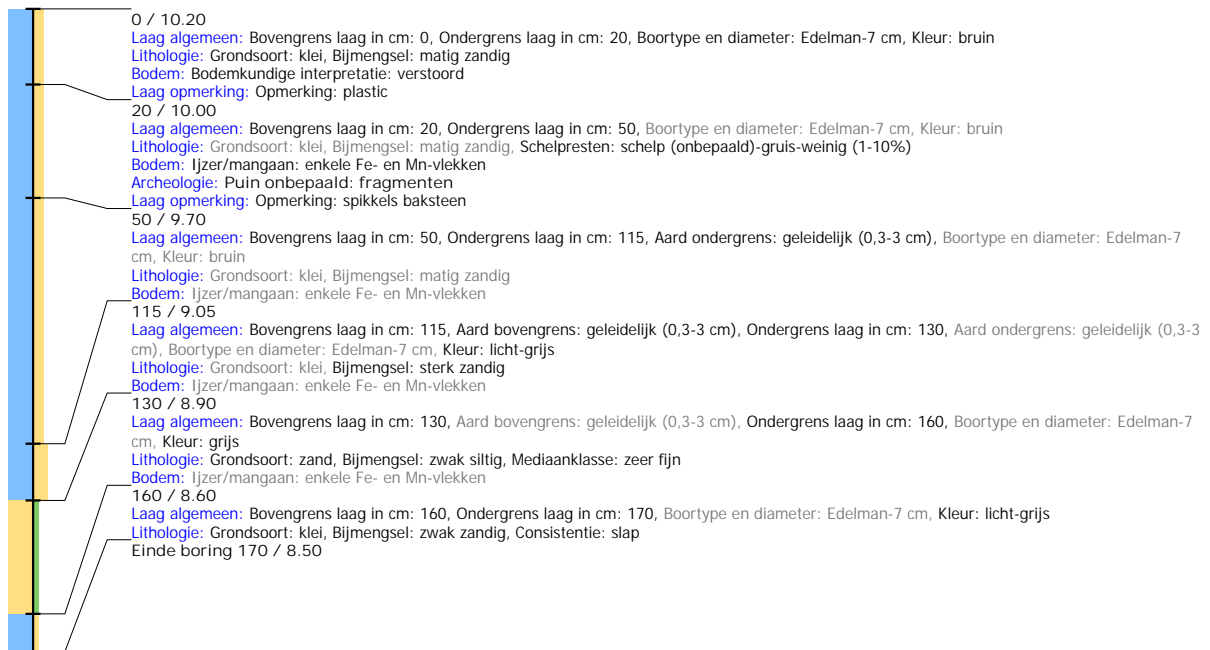 0 / 10.20
Laag algemeen: Bovengrens laag in cm: 0, Ondergrens laag in cm: 20, Boortype en diameter: Edelman-7 cm, Kleur: bruin
Lithologie: Grondsoort: klei, Bijmengsel: matig zandig
Bodem: Bodemkundige interpretatie: verstoord
Laag opmerking: Opmerking: plastic
20 / 10.00
Laag algemeen: Bovengrens laag in cm: 20, Ondergrens laag in cm: 50, Boortype en diameter: Edelman-7 cm, Kleur: bruin
Lithologie: Grondsoort: klei, Bijmengsel: matig zandig, Schelpresten: schelp (onbepaald)-gruis-weinig (1-10%)
Bodem: Ijzer/mangaan: enkele Fe- en Mn-vlekken
Archeologie: Puin onbepaald: fragmenten
Laag opmerking: Opmerking: spikkels baksteen
50 / 9.70
Laag algemeen: Bovengrens laag in cm: 50, Ondergrens laag in cm: 115, Aard ondergrens: geleidelijk (0,3-3 cm), Boortype en diameter: Edelman-7
cm, Kleur: bruin
Lithologie: Grondsoort: klei, Bijmengsel: matig zandig
Bodem: Ijzer/mangaan: enkele Fe- en Mn-vlekken
115 / 9.05
Laag algemeen: Bovengrens laag in cm: 115, Aard bovengrens: geleidelijk (0,3-3 cm), Ondergrens laag in cm: 130, Aard ondergrens: geleidelijk (0,3-3
cm), Boortype en diameter: Edelman-7 cm, Kleur: licht-grijs
Lithologie: Grondsoort: klei, Bijmengsel: sterk zandig
Bodem: Ijzer/mangaan: enkele Fe- en Mn-vlekken
130 / 8.90
Laag algemeen: Bovengrens laag in cm: 130, Aard bovengrens: geleidelijk (0,3-3 cm), Ondergrens laag in cm: 160, Boortype en diameter: Edelman-7
cm, Kleur: grijs
Lithologie: Grondsoort: zand, Bijmengsel: zwak siltig, Mediaanklasse: zeer fijn
Bodem: Ijzer/mangaan: enkele Fe- en Mn-vlekken
160 / 8.60
Laag algemeen: Bovengrens laag in cm: 160, Ondergrens laag in cm: 170, Boortype en diameter: Edelman-7 cm, Kleur: licht-grijs
Lithologie: Grondsoort: klei, Bijmengsel: zwak zandig, Consistentie: slap
Einde boring 170 / 8.50